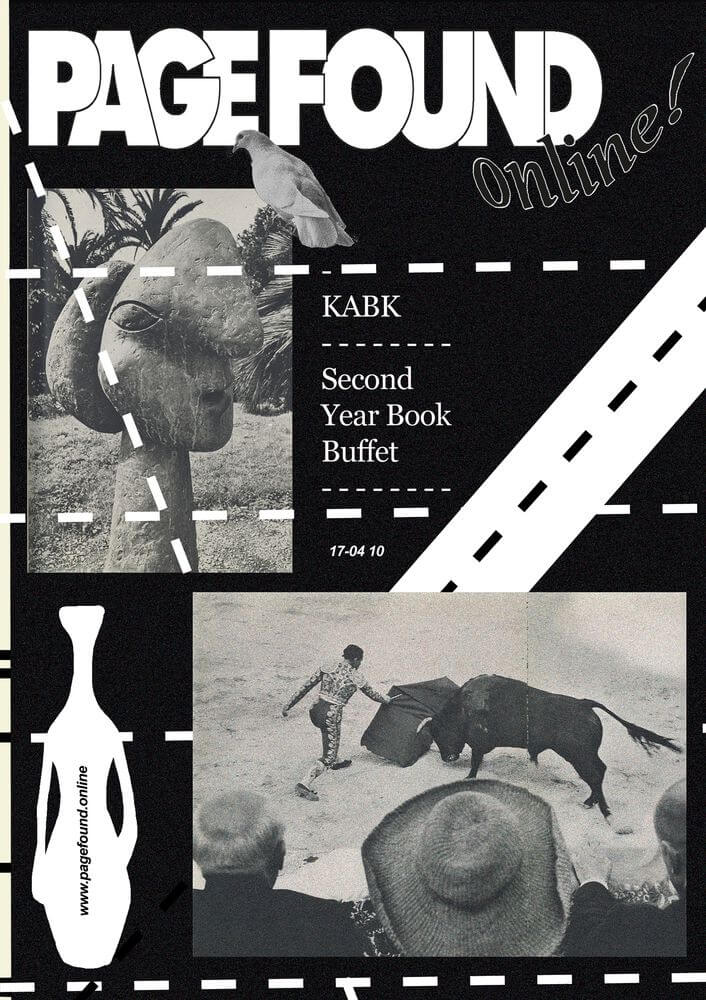 PAGE FOUND
Online!
KABK
Second
Year Book
Buffet
17-04 10
www.pagefound.online